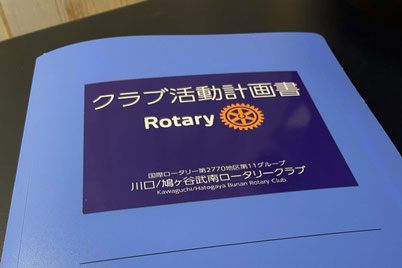 クラブ活動計画書
Rotary
国際ロータリー第2770地区第11グループ
川口/鳩ヶ谷武南ロータリークラブ
Kawaguchi/Hatogaya Bunan Rotary Club